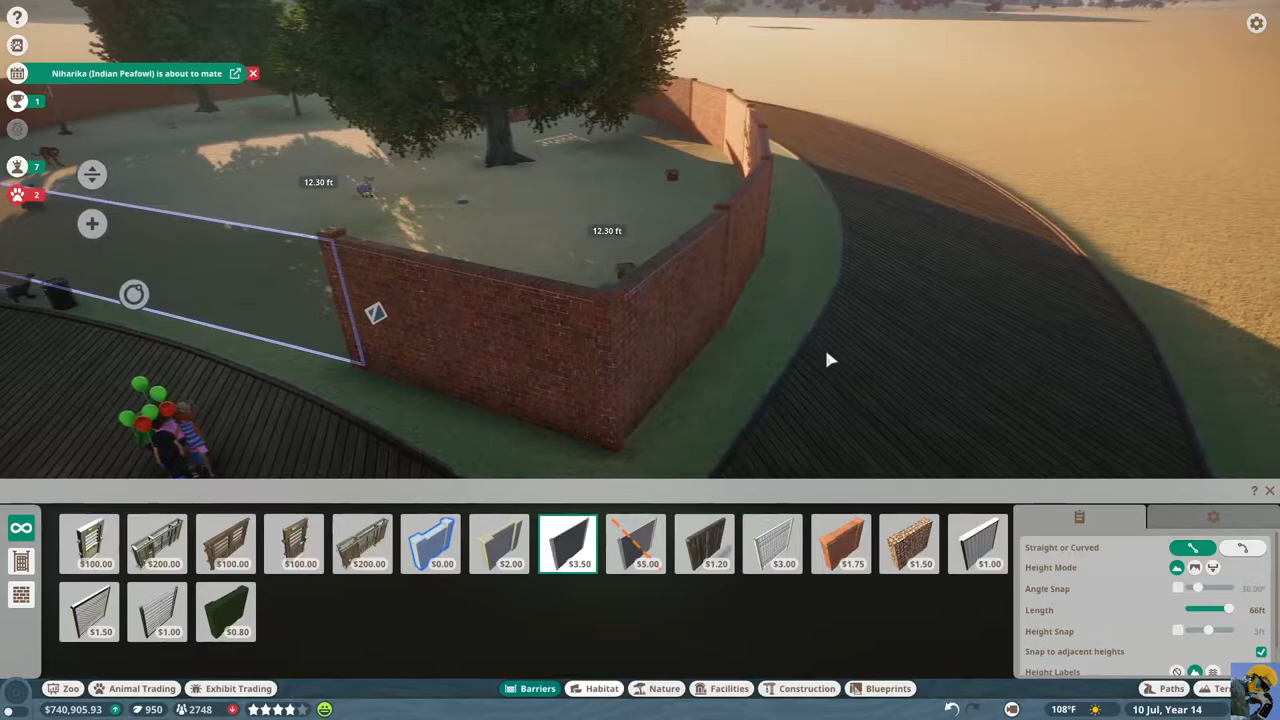 ?
Niharika (Indian Peafowl) is about to mate
1
7
2
12.30 ft
12.30 ft
?
$100.00 $200.00 $100.00 $100.00 $200.00 $0.00 $2.00 $3.50 $5.00 $1.20 $3.00 $1.75 $1.50 $1.00
$1.50 $1.00 $0.80
Straight or Curved
Height Mode
Angle Snap 30.00°
Length 66ft
Height Snap 3ft
Snap to adjacent heights
Height Labels
Zoo Animal Trading Exhibit Trading Barriers Habitat Nature Facilities Construction Blueprints Paths
$740,905.93 950 2748 108°F 10 Jul, Year 14